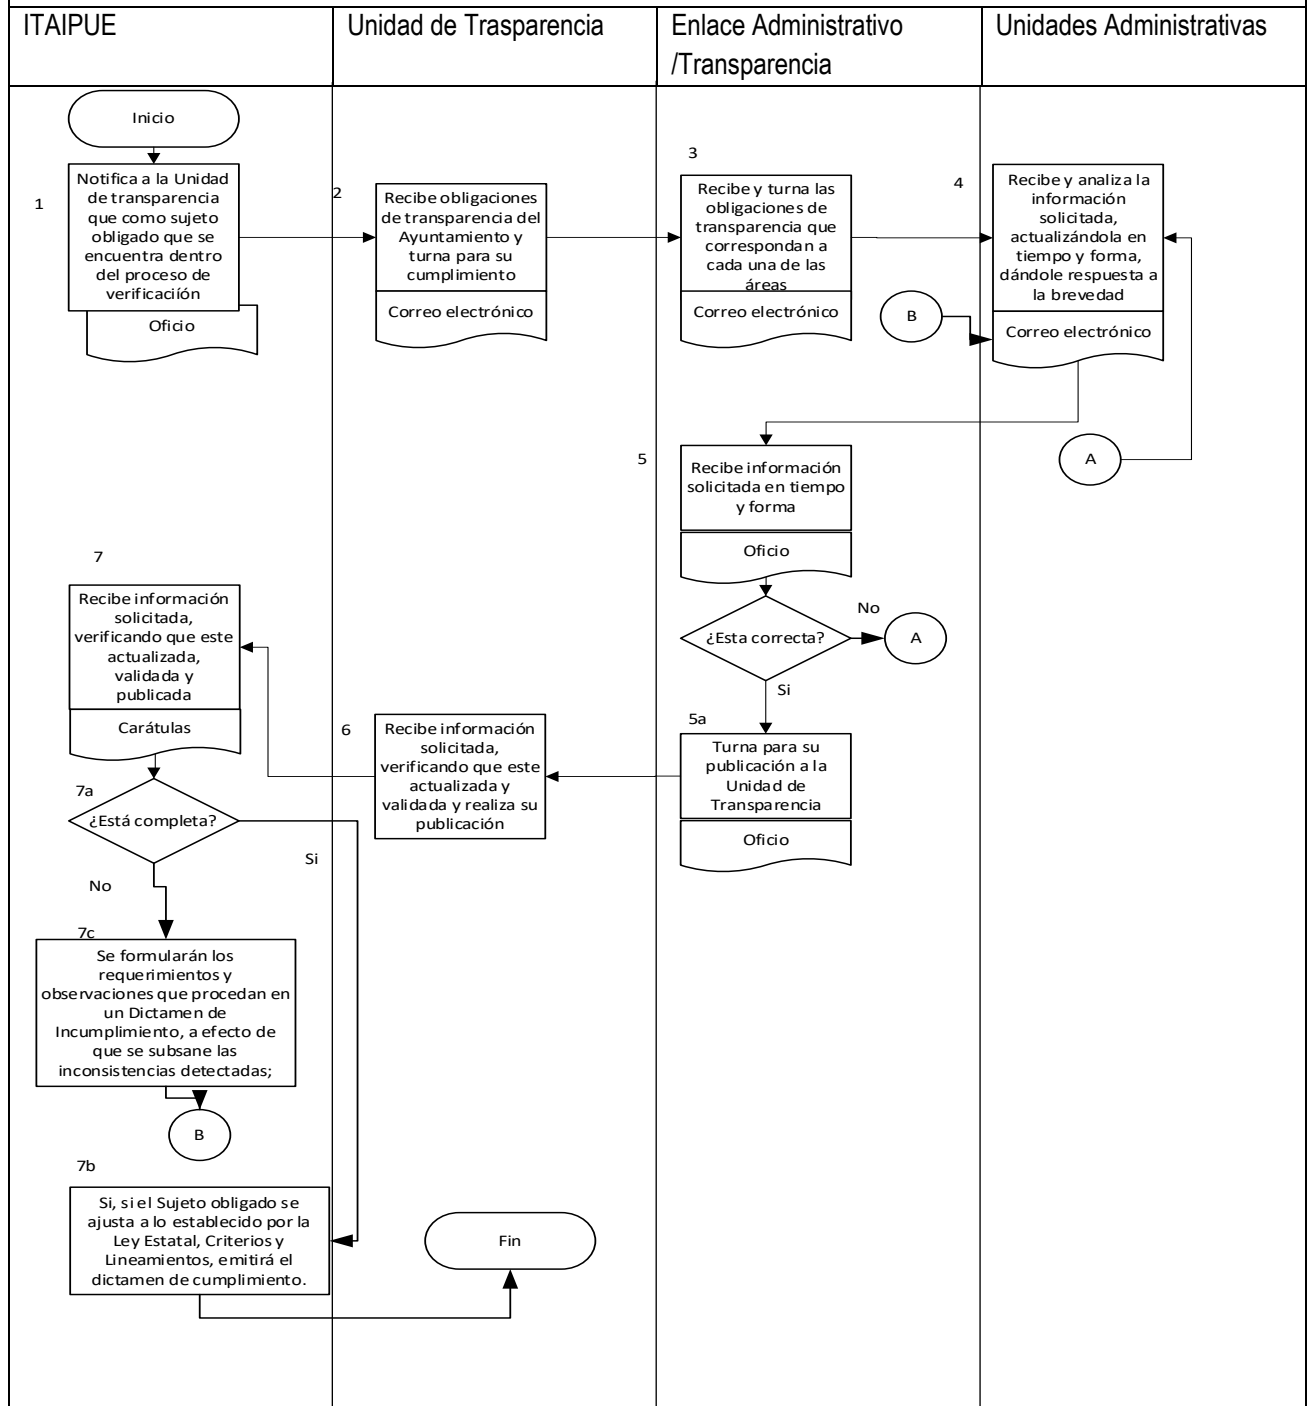 ITAIPUE
Unidad de Trasparencia
Enlace Administrativo
/Transparencia
Unidades Administrativas
Inicio
1
Notifica a la Unidad
de transparencia
que como sujeto
obligado que se
encuentra dentro
del proceso de
verificaciíón
Oficio
2
Recibe obligaciones
de transparencia del
Ayuntamiento y
turna para su
cumplimiento
Correo electrónico
3
Recibe y turna las
obligaciones de
transparencia que
correspondan a
cada una de las
áreas
Correo electrónico
4
Recibe y analiza la
información
solicitada,
actualizándola en
tiempo y forma,
dándole respuesta a
la brevedad
Correo electrónico
B
A
5
Recibe información
solicitada en tiempo
y forma
Oficio
¿Esta correcta?
No
A
Si
5a
Turna para su
publicación a la
Unidad de
Transparencia
Oficio
6
Recibe información
solicitada,
verificando que este
actualizada y
validada y realiza su
publicación
7
Recibe información
solicitada,
verificando que este
actualizada,
validada y
publicada
Carátulas
7a
¿Está completa?
Si
No
7c
Se formularán los
requerimientos y
observaciones que procedan en
un Dictamen de
Incumplimiento, a efecto de
que se subsane las
inconsistencias detectadas;
B
7b
Si, si el Sujeto obligado se
ajusta a lo establecido por la
Ley Estatal, Criterios y
Lineamientos, emitirá el
dictamen de cumplimiento.
Fin